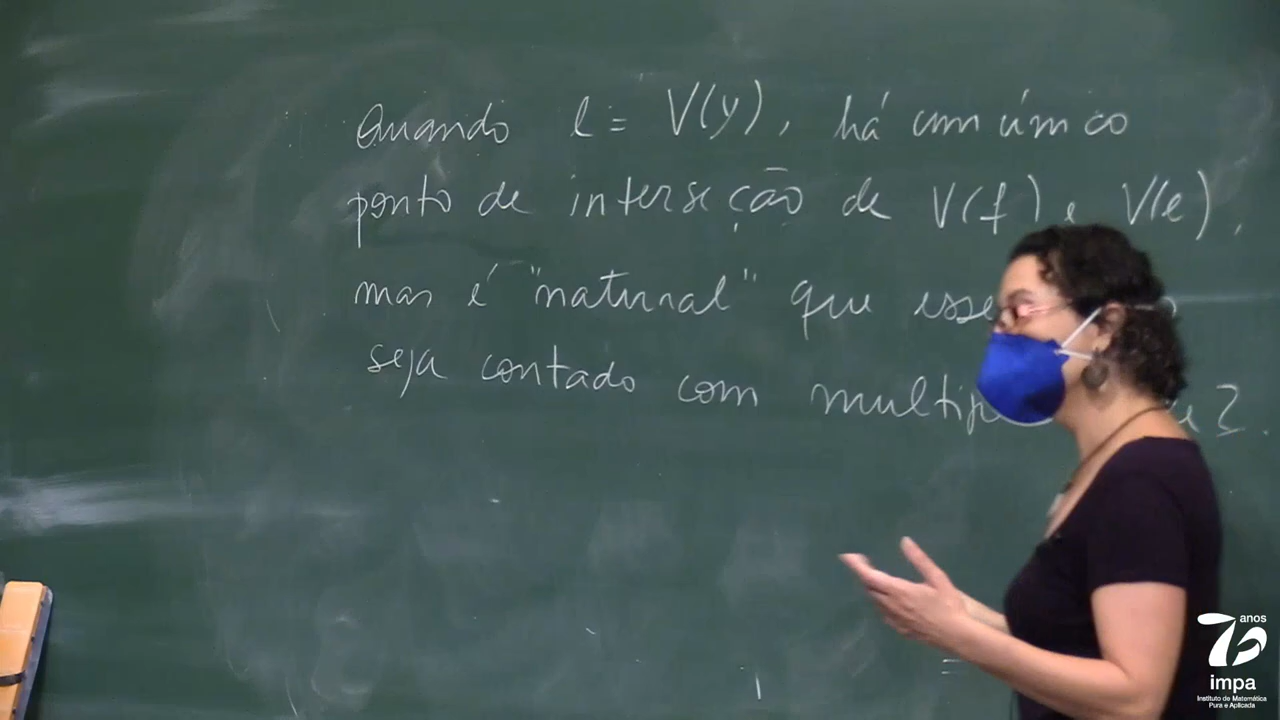 Quando l = V(y), há um único
ponto de interseção de V(f) e V(l),
mas é "natural" que esse
seja contado com 2.
anos
impa
Instituto de Matemática
Pura e Aplicada